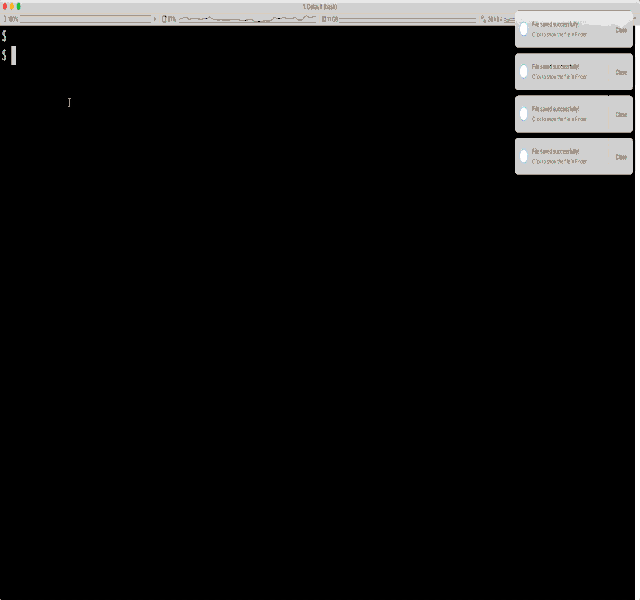 1. Default (bash)
100%
File saved successfully!
Click to show the file in Finder
Close
$
$
File saved successfully!
Click to show the file in Finder
Close
File saved successfully!
Click to show the file in Finder
Close
File saved successfully!
Click to show the file in Finder
Close